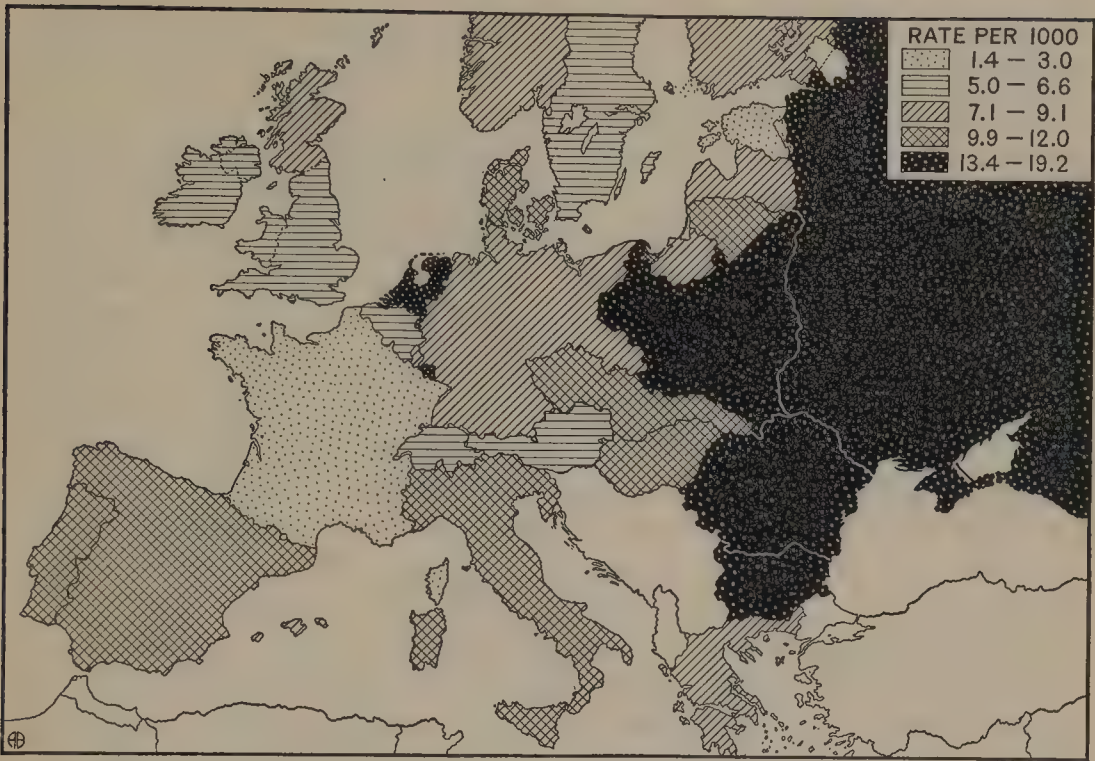 RATE PER 1000
1.4 – 3.0
5.0 – 6.6
7.1 – 9.1
9.9 – 12.0
13.4 – 19.2